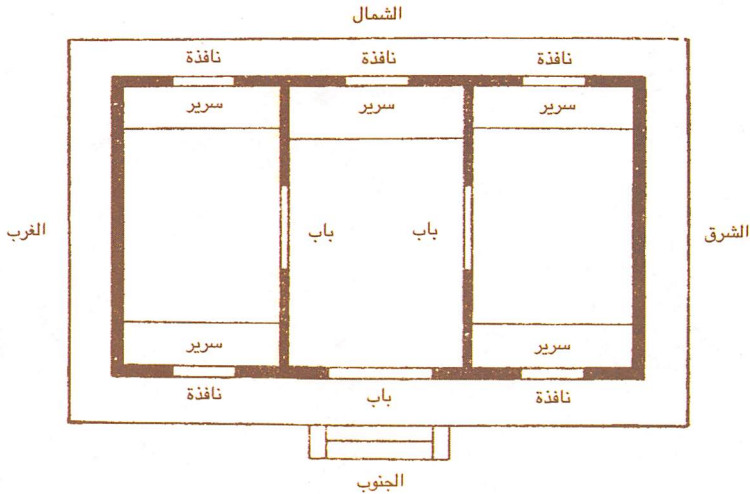 الشمال
نافذة نافذة نافذة
سرير سرير سرير
الشرق باب باب الغرب
سرير سرير
نافذة باب نافذة
الجنوب